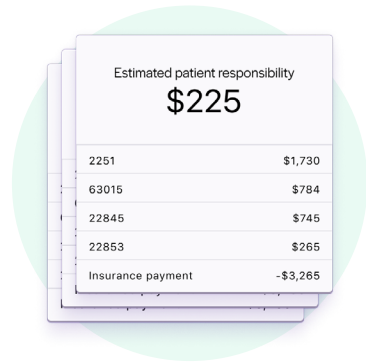 Estimated patient responsibility
$225
2251 $1,730
63015 $784
22845 $745
22853 $265
Insurance payment -$3,265